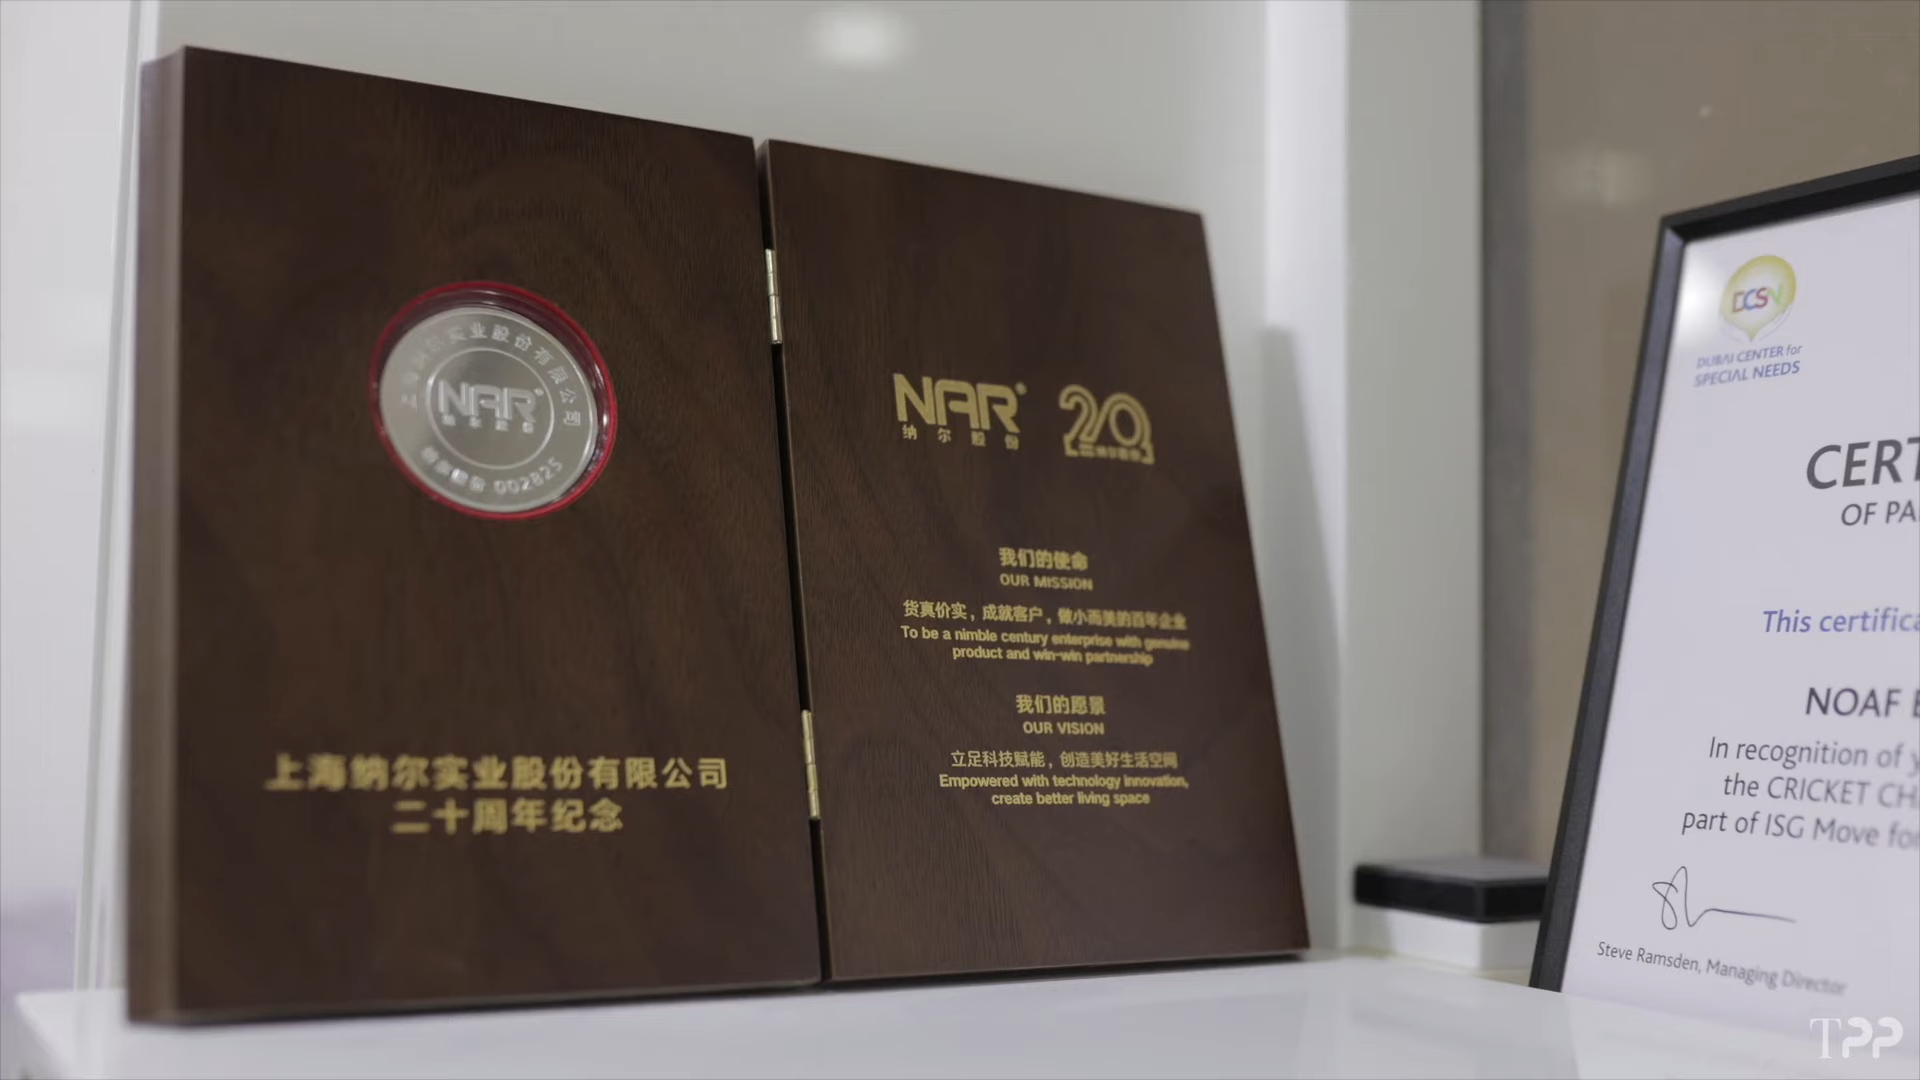 上海纳尔实业股份有限公司
NAR
纳尔股份
002825
上海纳尔实业股份有限公司
二十周年纪念
NAR 20
纳尔股份
我们的使命
OUR MISSION
货真价实，成就客户，做小而美的百年企业
To be a nimble century enterprise with genuine
product and win-win partnership
我们的愿景
OUR VISION
立足科技赋能，创造美好生活空间
Empowered with technology innovation,
create better living space
DCSN
DUBAI CENTER for
SPECIAL NEEDS
CERT
OF PA
This certifica
NOAF
In recognition of y
the CRICKET CH
part of ISG Move for
Steve Ramsden, Managing Director
TPP